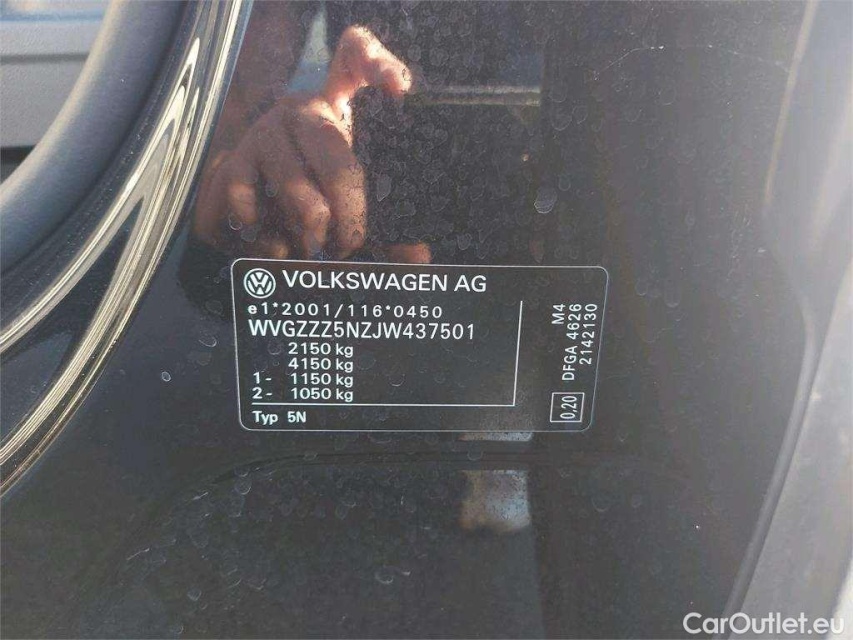 VOLKSWAGEN AG
e1*2001/116*0450
WVGZZZ5NZJW437501
2150 kg
4150 kg
1- 1150 kg
2- 1050 kg
Typ 5N
M4
DFGA 4626
2142130
0,20
CarOutlet.eu